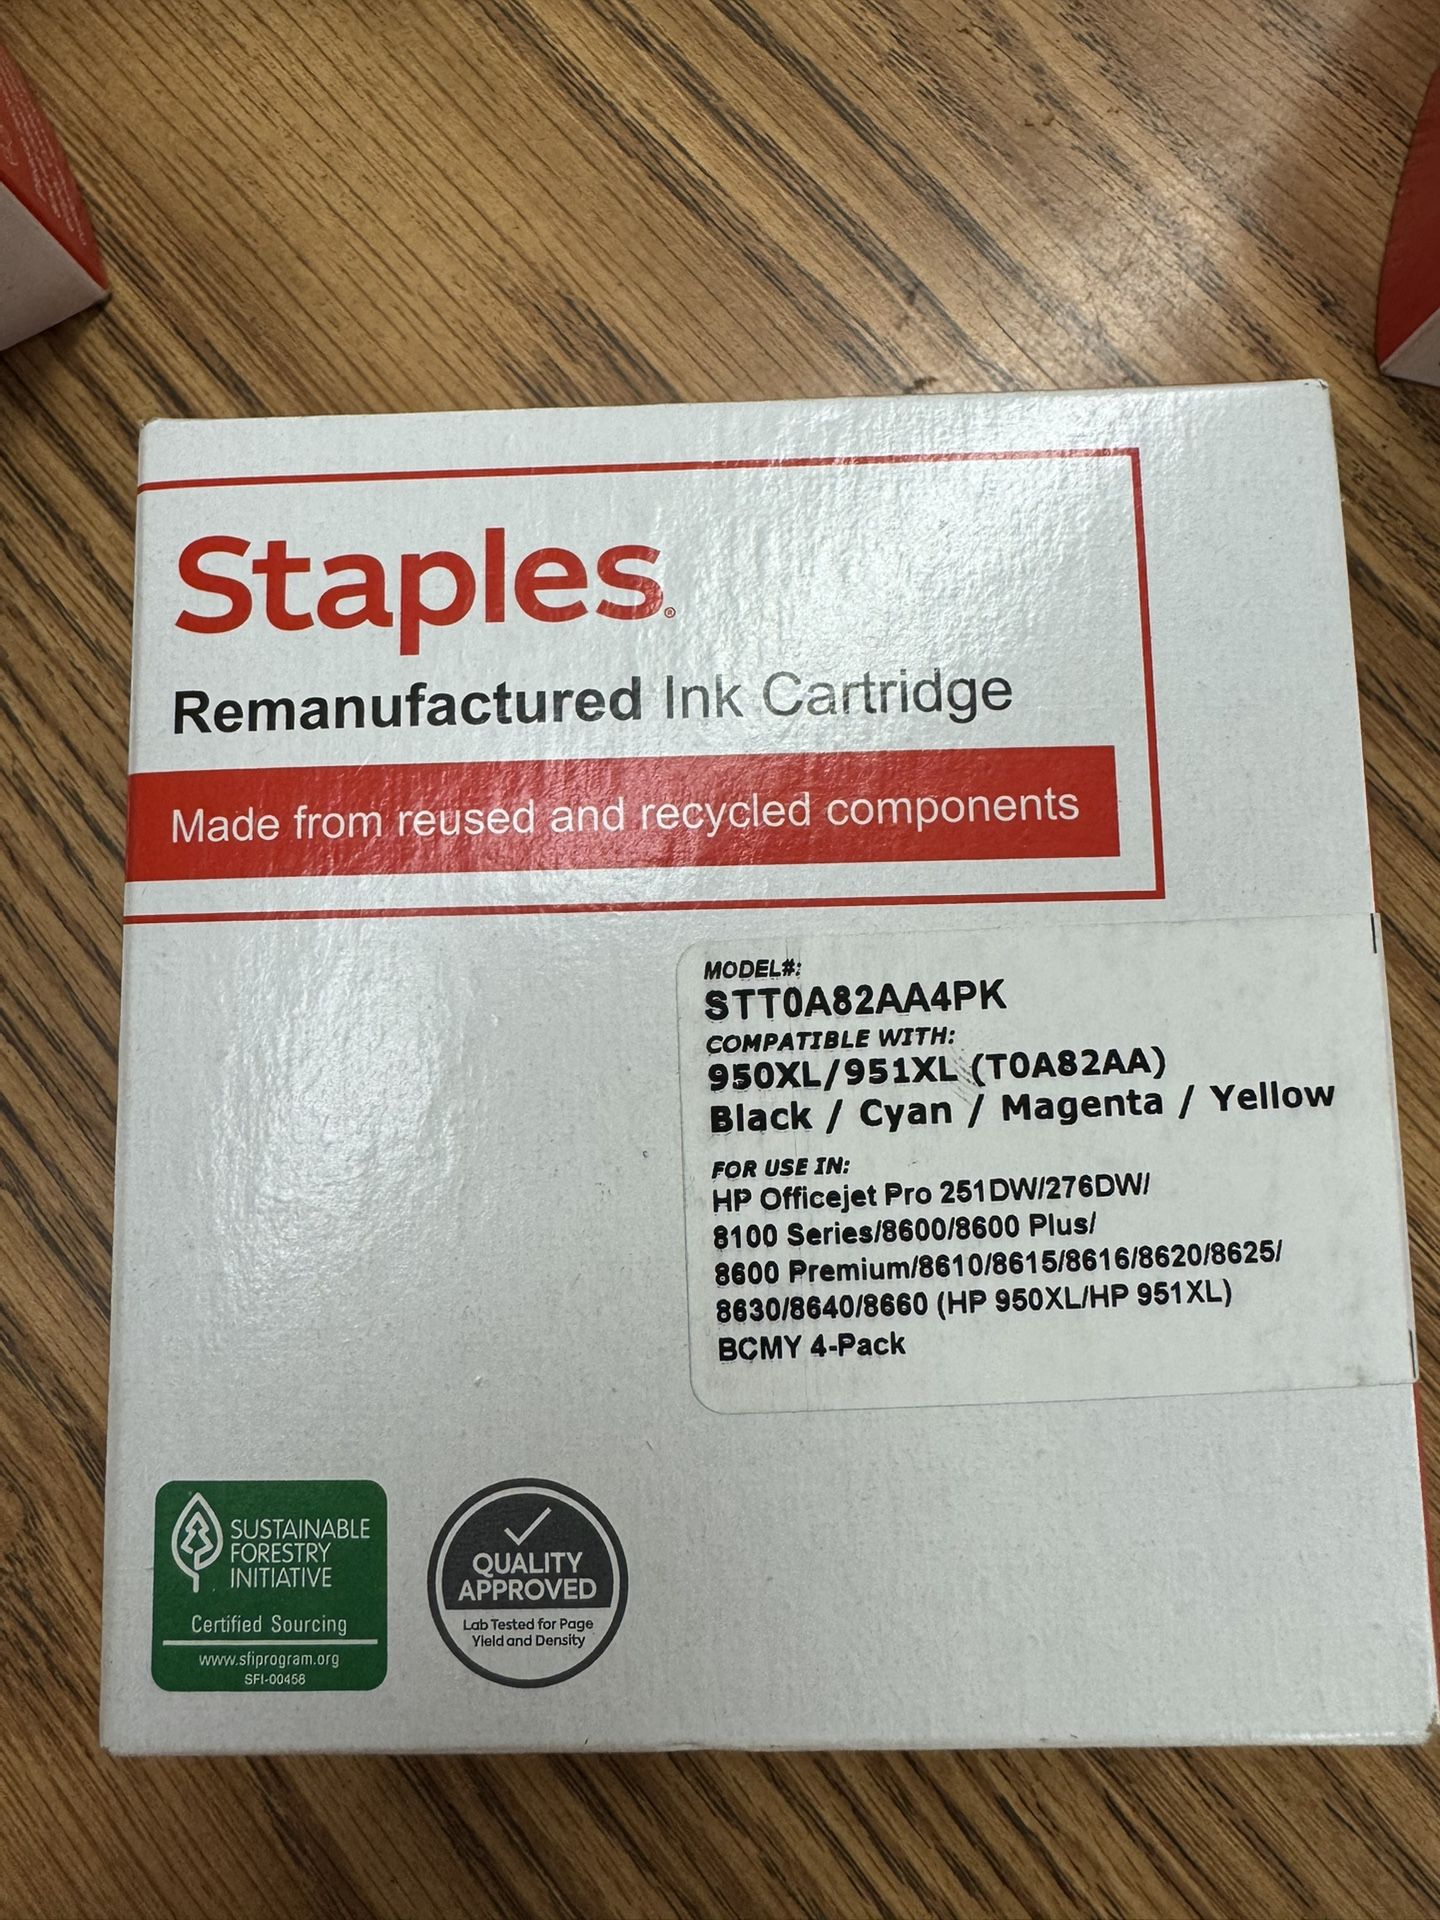 Staples®
Remanufactured Ink Cartridge
Made from reused and recycled components
MODEL#:
STT0A82AA4PK
COMPATIBLE WITH:
950XL/951XL (T0A82AA)
Black / Cyan / Magenta / Yellow
FOR USE IN:
HP Officejet Pro 251DW/276DW/
8100 Series/8600/8600 Plus/
8600 Premium/8610/8615/8616/8620/8625/
8630/8640/8660 (HP 950XL/HP 951XL)
BCMY 4-Pack
SUSTAINABLE
FORESTRY
INITIATIVE
Certified Sourcing
www.sfiprogram.org
SFI-00458
QUALITY
APPROVED
Lab Tested for Page
Yield and Density